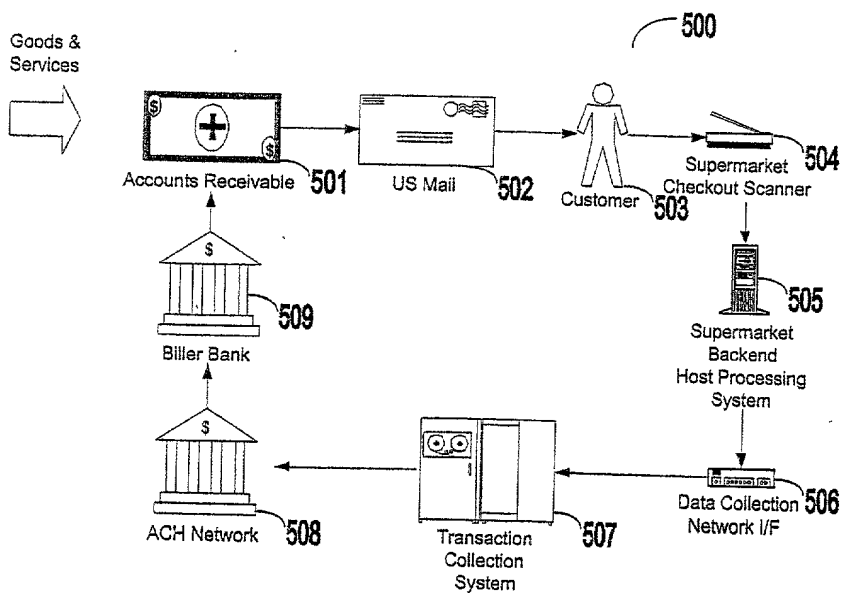 500
Goods &
Services
$
$
Accounts Receivable 501
US Mail 502
Customer 503
504
Supermarket
Checkout Scanner
505
Supermarket
Backend
Host Processing
System
$
509
Biller Bank
$
ACH Network 508
507
Transaction
Collection
System
506
Data Collection
Network I/F